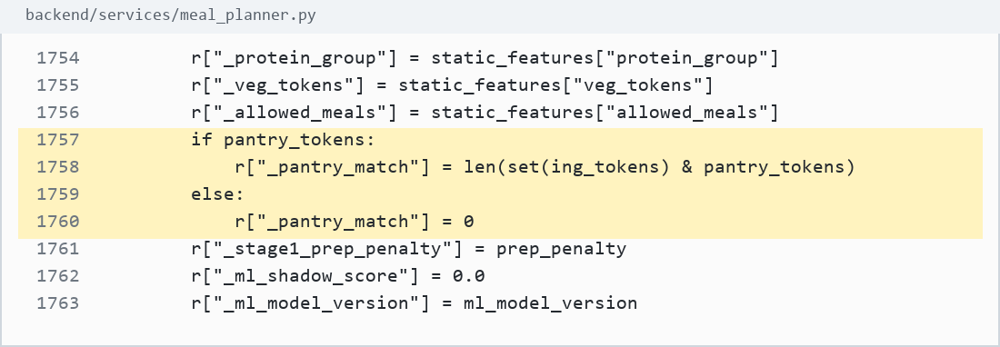 backend/services/meal_planner.py
1754 r["_protein_group"] = static_features["protein_group"]
1755 r["_veg_tokens"] = static_features["veg_tokens"]
1756 r["_allowed_meals"] = static_features["allowed_meals"]
1757 if pantry_tokens:
1758 r["_pantry_match"] = len(set(ing_tokens) & pantry_tokens)
1759 else:
1760 r["_pantry_match"] = 0
1761 r["_stage1_prep_penalty"] = prep_penalty
1762 r["_ml_shadow_score"] = 0.0
1763 r["_ml_model_version"] = ml_model_version